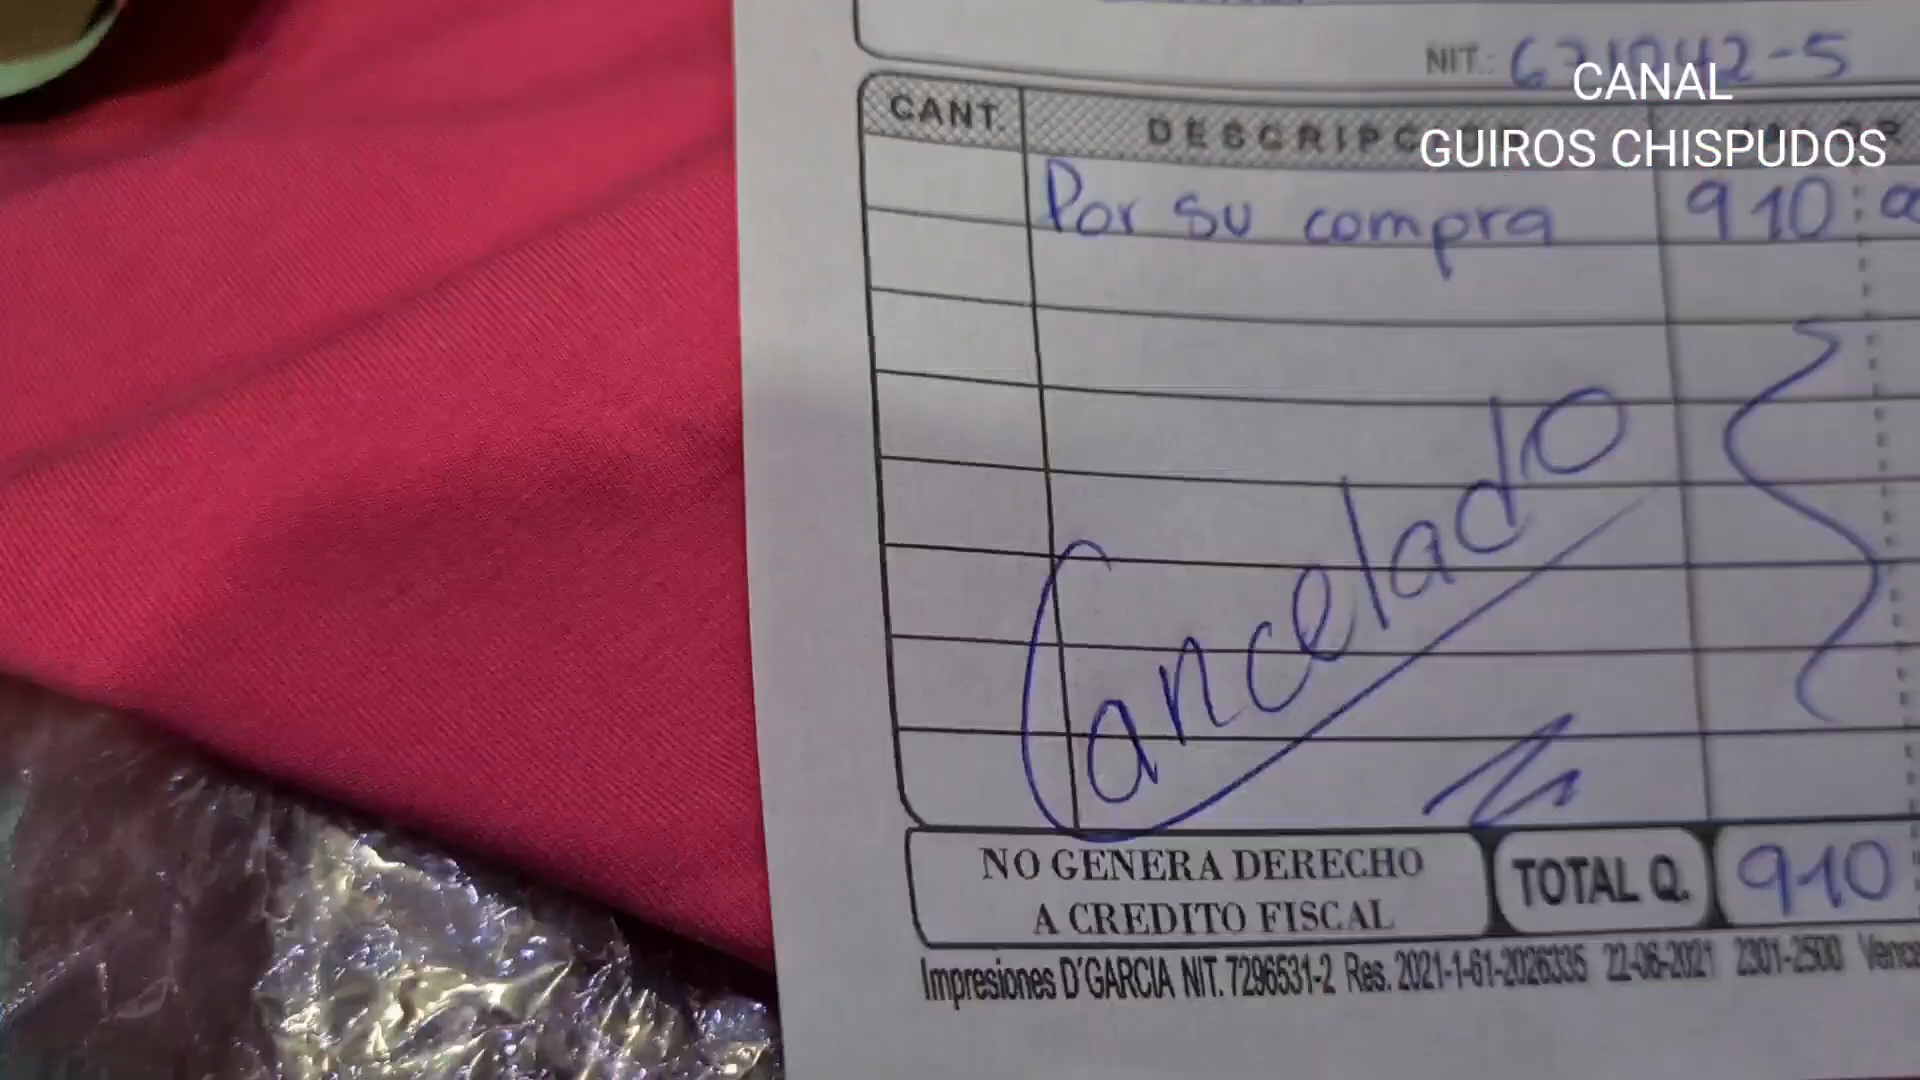 NIT.:
CANAL
GUIROS CHISPUDOS
CANT.
Por su compra 910
Cancelado
NO GENERA DERECHO
A CREDITO FISCAL
TOTAL Q. 910
Impresiones D'GARCIA NIT. 7296531-2 Res. 2021-1-61-2026335 22-06-2021 2301-2500